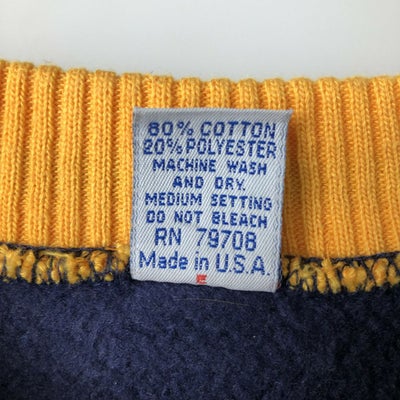 80% COTTON
20% POLYESTER
MACHINE WASH
AND DRY.
MEDIUM SETTING
DO NOT BLEACH
RN 79708
Made in U.S.A.